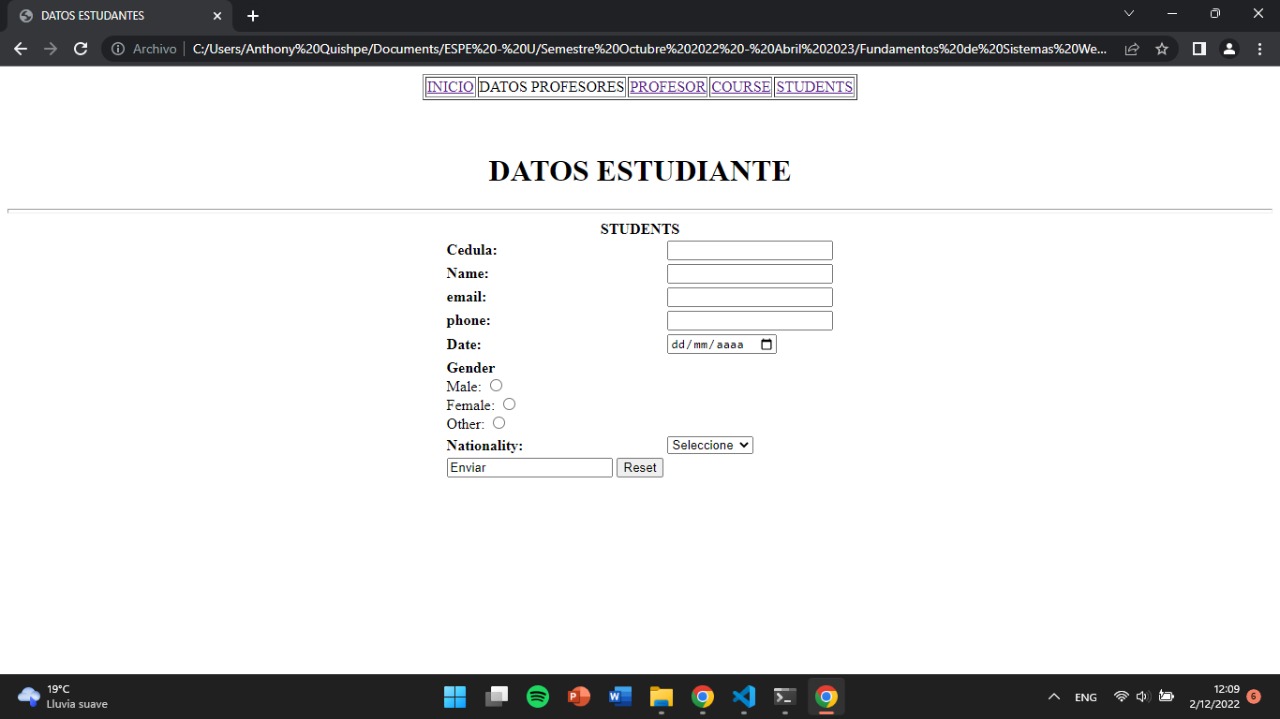 DATOS ESTUDANTES
Archivo | C:/Users/Anthony%20Quishpe/Documents/ESPE%20-%20U/Semestre%20Octubre%202022%20-%20Abril%202023/Fundamentos%20de%20Sistemas%20We...
INICIO DATOS PROFESORES PROFESOR COURSE STUDENTS
DATOS ESTUDIANTE
STUDENTS
Cedula:
Name:
email:
phone:
Date: dd/mm/aaaa
Gender
Male:
Female:
Other:
Nationality: Seleccione
Enviar Reset
19°C
Lluvia suave
P
W
ENG
12:09
2/12/2022
6